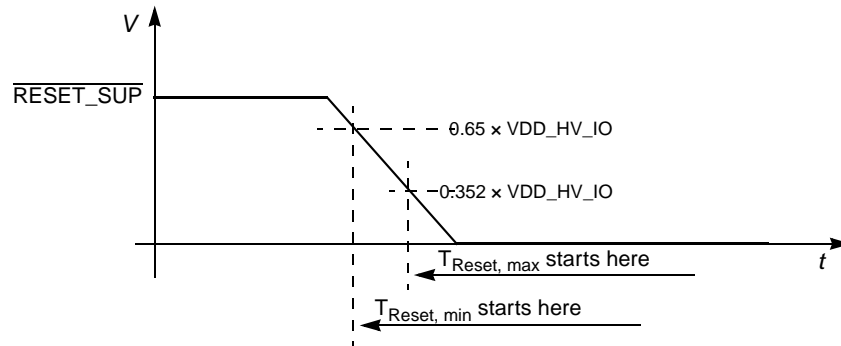 V
RESET_SUP
0.65 × VDD_HV_IO
0.352 × VDD_HV_IO
TReset, max starts here
t
TReset, min starts here